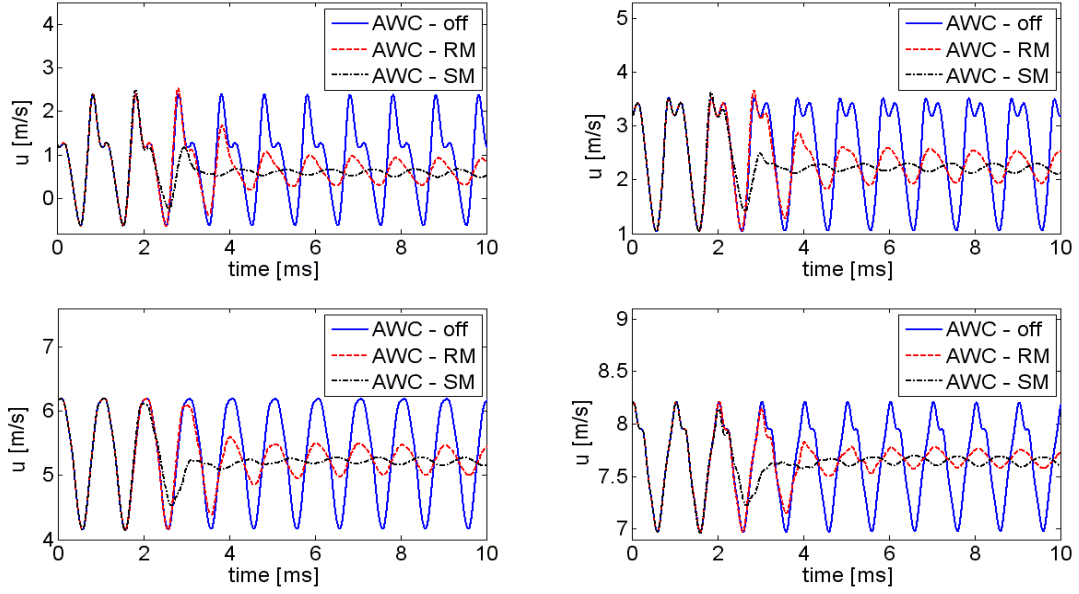 4
3
2
1
0
u [m/s]
AWC - off
AWC - RM
AWC - SM
0 2 4 6 8 10
time [ms]
5
4
3
2
1
u [m/s]
AWC - off
AWC - RM
AWC - SM
0 2 4 6 8 10
time [ms]
7
6
5
4
u [m/s]
AWC - off
AWC - RM
AWC - SM
0 2 4 6 8 10
time [ms]
9
8.5
8
7.5
7
u [m/s]
AWC - off
AWC - RM
AWC - SM
0 2 4 6 8 10
time [ms]